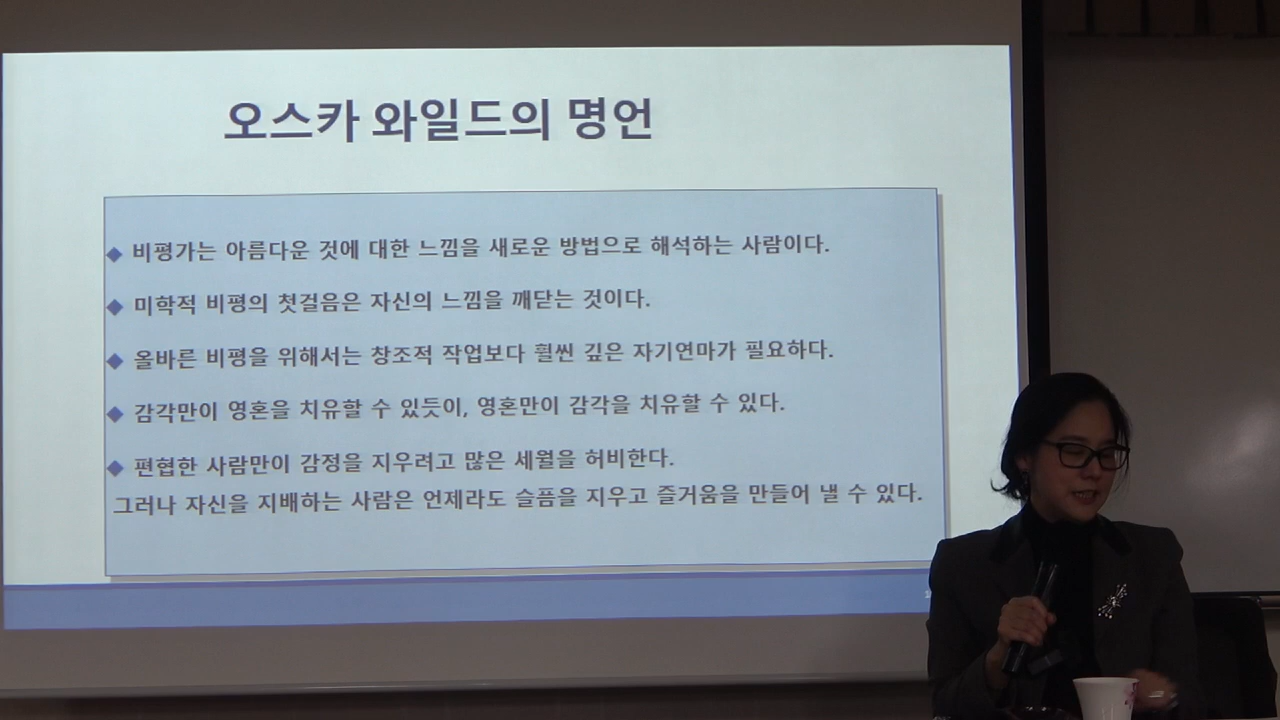 오스카 와일드의 명언
◆ 비평가는 아름다운 것에 대한 느낌을 새로운 방법으로 해석하는 사람이다.
◆ 미학적 비평의 첫걸음은 자신의 느낌을 깨닫는 것이다.
◆ 올바른 비평을 위해서는 창조적 작업보다 훨씬 깊은 자기연마가 필요하다.
◆ 감각만이 영혼을 치유할 수 있듯이, 영혼만이 감각을 치유할 수 있다.
◆ 편협한 사람만이 감정을 지우려고 많은 세월을 허비한다.
그러나 자신을 지배하는 사람은 언제라도 슬픔을 지우고 즐거움을 만들어 낼 수 있다.